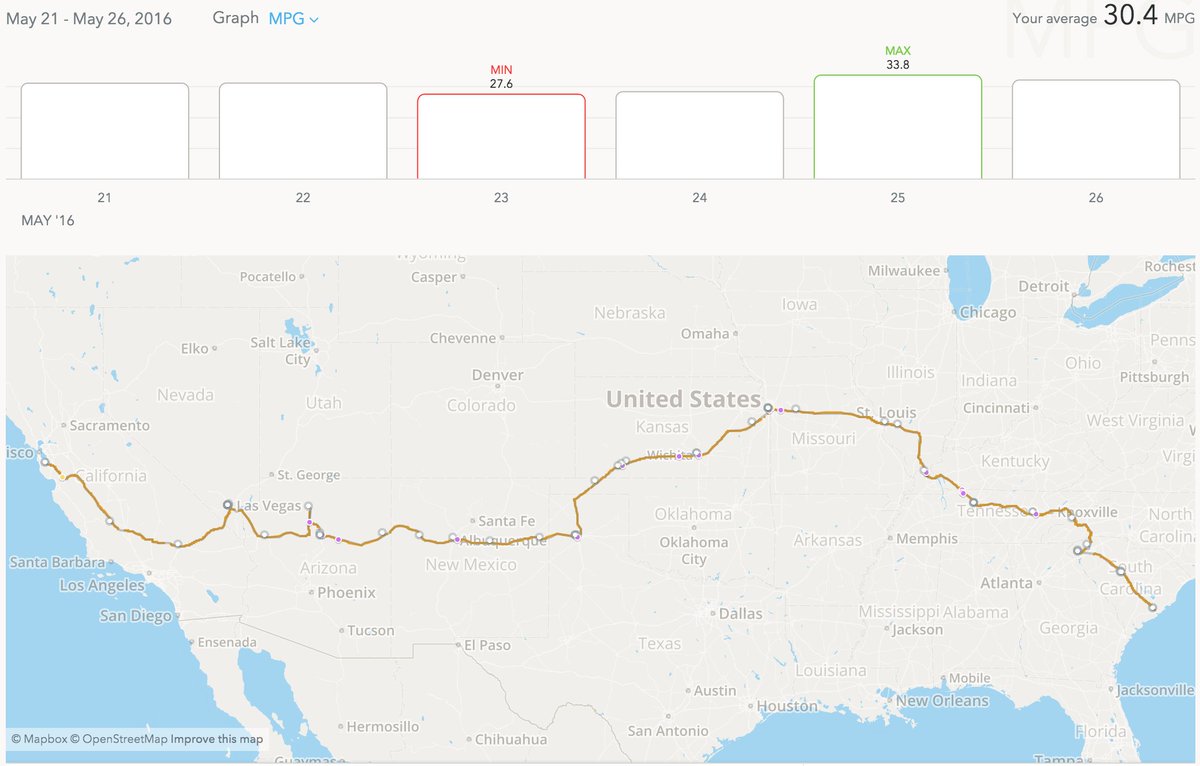 May 21 - May 26, 2016
Graph MPG
Your average 30.4 MPG
MAX
33.8
MIN
27.6
21 22 23 24 25 26
MAY '16
Wyoming
Milwaukee
Rochest
Pocatello
Casper
Detroit
Chicago
Nebraska
Iowa
Omaha
Cheyenne
Salt Lake
City
Elko
Penns
Ohio
Pittsburgh
Denver
Illinois
Indiana
Nevada
Utah
Colorado
United States
Cincinnati
St. Louis
Sacramento
Kansas
West Virginia
Missouri
isco
Wichita
Kentucky
Virgi
California
St. George
Las Vegas
Tennessee
Knoxville
Oklahoma
Santa Fe
North
Carolina
Albuquerque
Oklahoma
City
Arkansas
Memphis
Santa Barbara
Arizona
New Mexico
South
Carolina
Los Angeles
Phoenix
Atlanta
San Diego
Dallas
Mississippi
Alabama
Tucson
Jackson
Georgia
Ensenada
El Paso
Texas
Louisiana
Mobile
Austin
Jacksonville
Houston
New Orleans
Hermosillo
San Antonio
Florida
Chihuahua
© Mapbox © OpenStreetMap Improve this map
Guaymas
Tampa